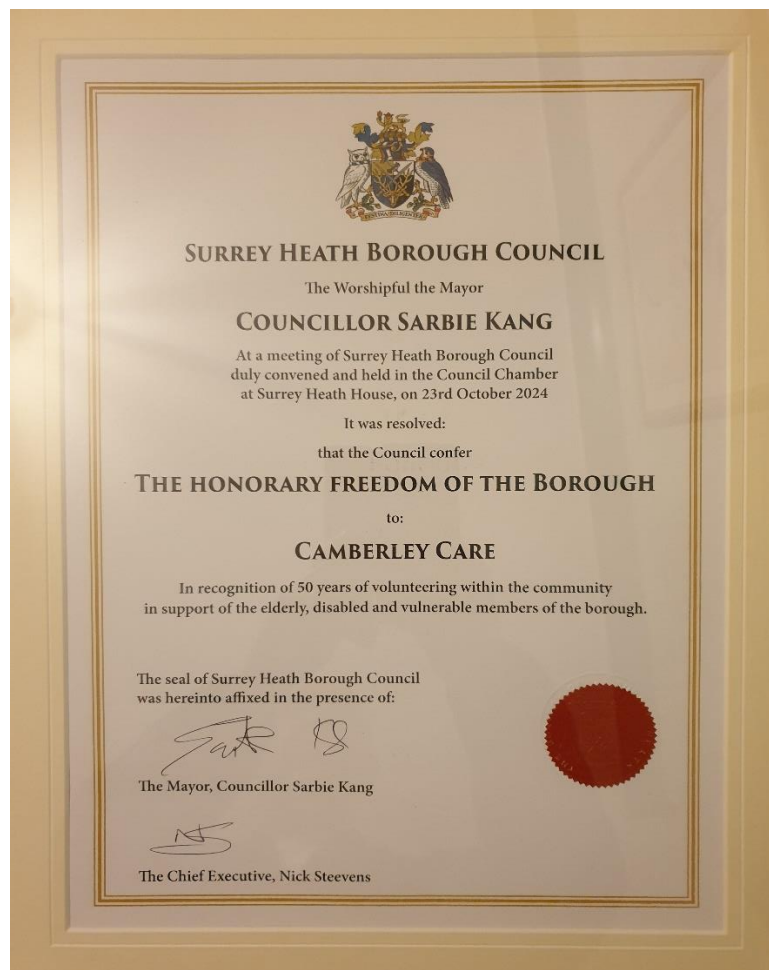 SURREY HEATH BOROUGH COUNCIL
The Worshipful the Mayor
COUNCILLOR SARBIE KANG
At a meeting of Surrey Heath Borough Council
duly convened and held in the Council Chamber
at Surrey Heath House, on 23rd October 2024
It was resolved:
that the Council confer
THE HONORARY FREEDOM OF THE BOROUGH
to:
CAMBERLEY CARE
In recognition of 50 years of volunteering within the community
in support of the elderly, disabled and vulnerable members of the borough.
The seal of Surrey Heath Borough Council
was hereinto affixed in the presence of:
The Mayor, Councillor Sarbie Kang
The Chief Executive, Nick Steevens